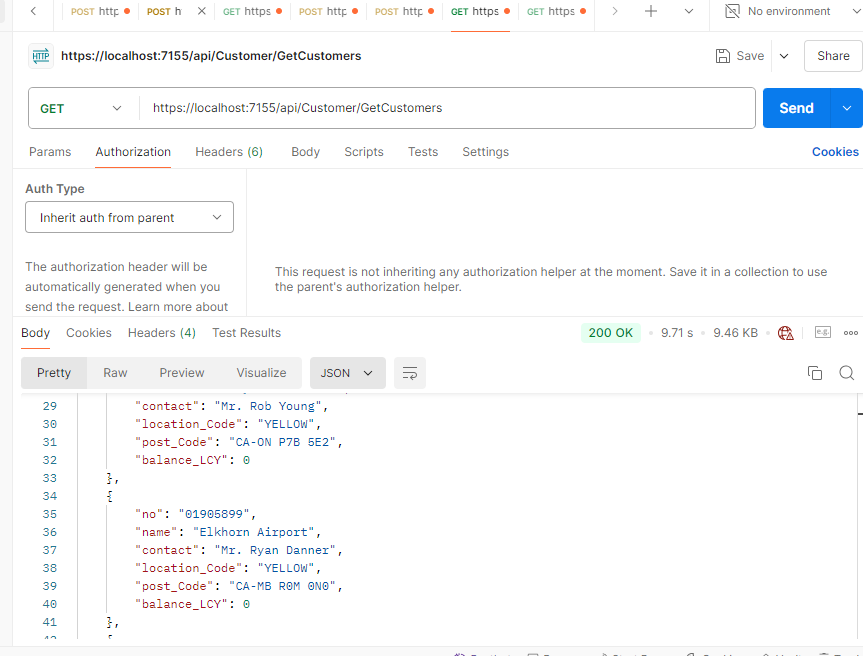 POST http POST h GET https POST http POST http GET https GET https No environment
https://localhost:7155/api/Customer/GetCustomers Save Share
GET https://localhost:7155/api/Customer/GetCustomers Send
Params Authorization Headers (6) Body Scripts Tests Settings Cookies
Auth Type
Inherit auth from parent
The authorization header will be
automatically generated when you
send the request. Learn more about
This request is not inheriting any authorization helper at the moment. Save it in a collection to use
the parent's authorization helper.
Body Cookies Headers (4) Test Results 200 OK 9.71 s 9.46 KB e.g.
Pretty Raw Preview Visualize JSON
29 "contact": "Mr. Rob Young",
30 "location_Code": "YELLOW",
31 "post_Code": "CA-ON P7B 5E2",
32 "balance_LCY": 0
33 },
34 {
35 "no": "01905899",
36 "name": "Elkhorn Airport",
37 "contact": "Mr. Ryan Danner",
38 "location_Code": "YELLOW",
39 "post_Code": "CA-MB R0M 0N0",
40 "balance_LCY": 0
41 },